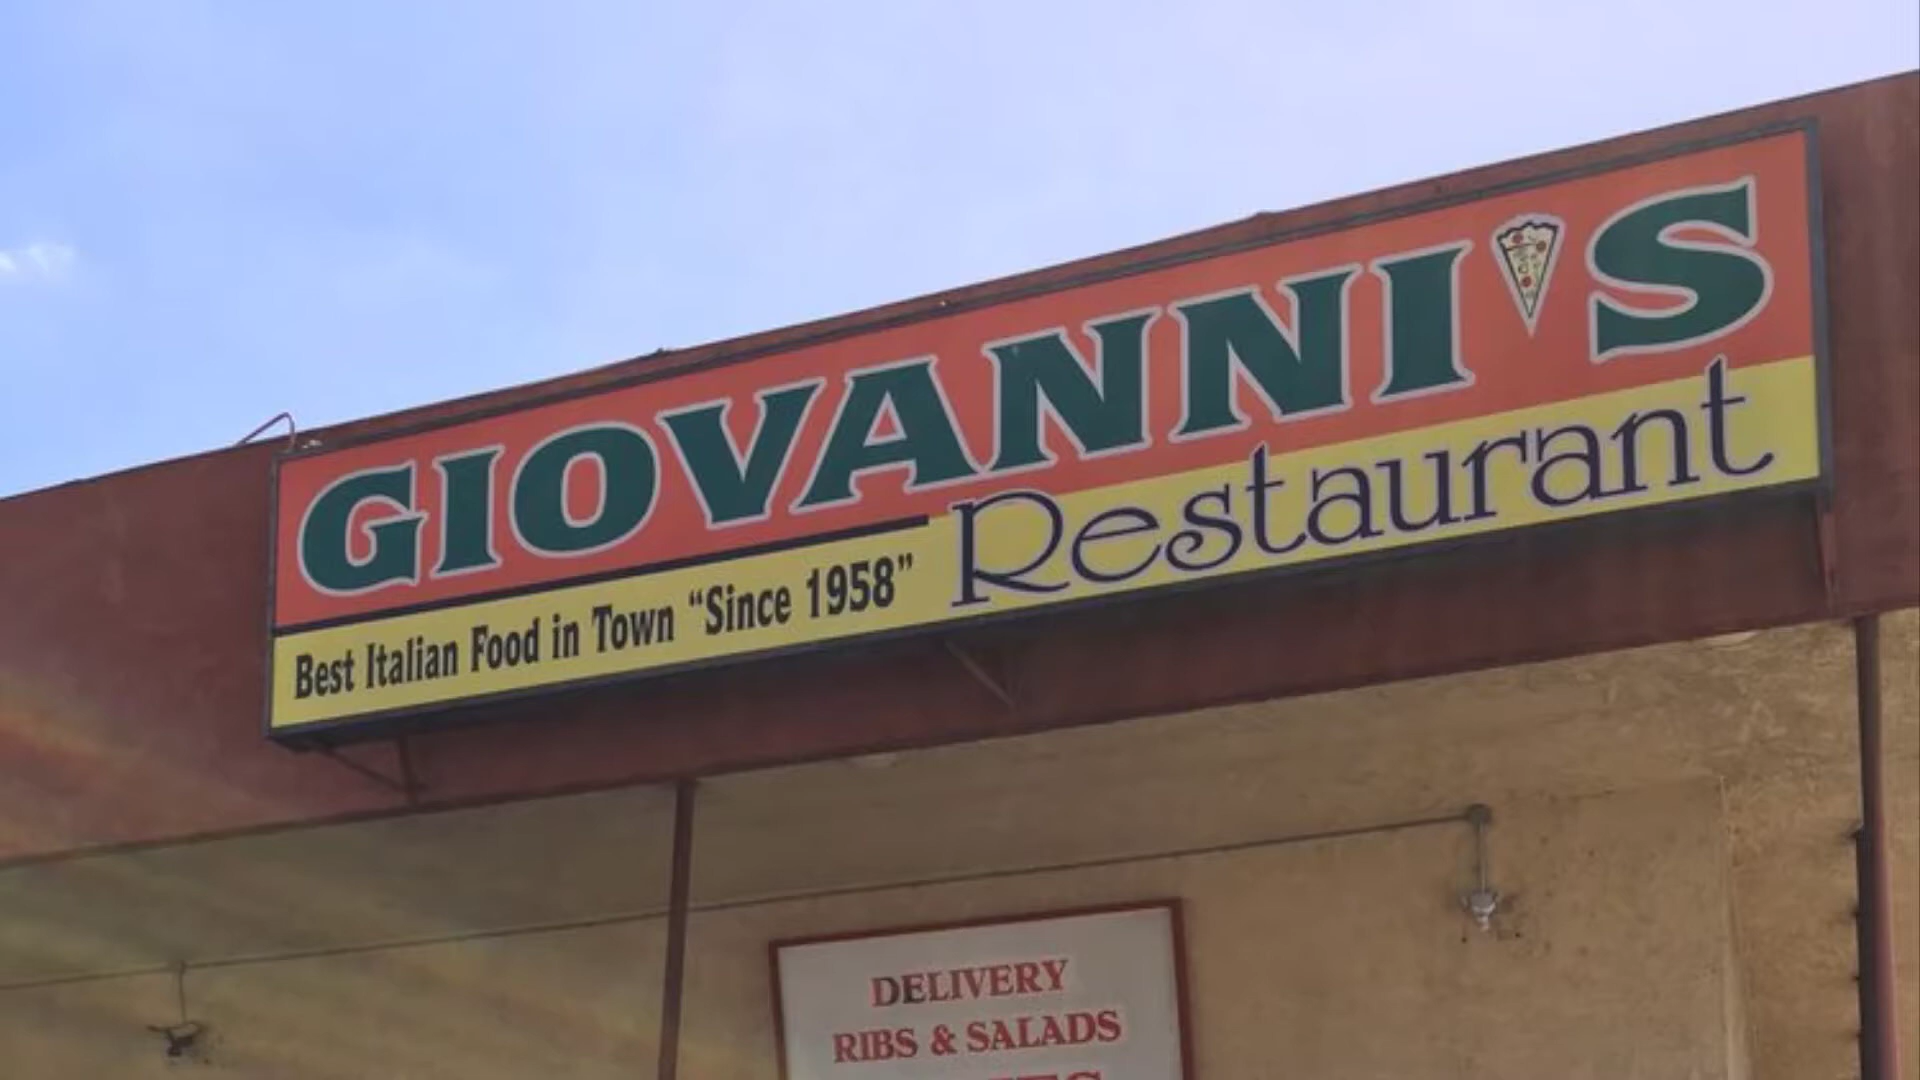 GIOVANNI'S
Restaurant
Best Italian Food in Town “Since 1958”
DELIVERY
RIBS & SALADS